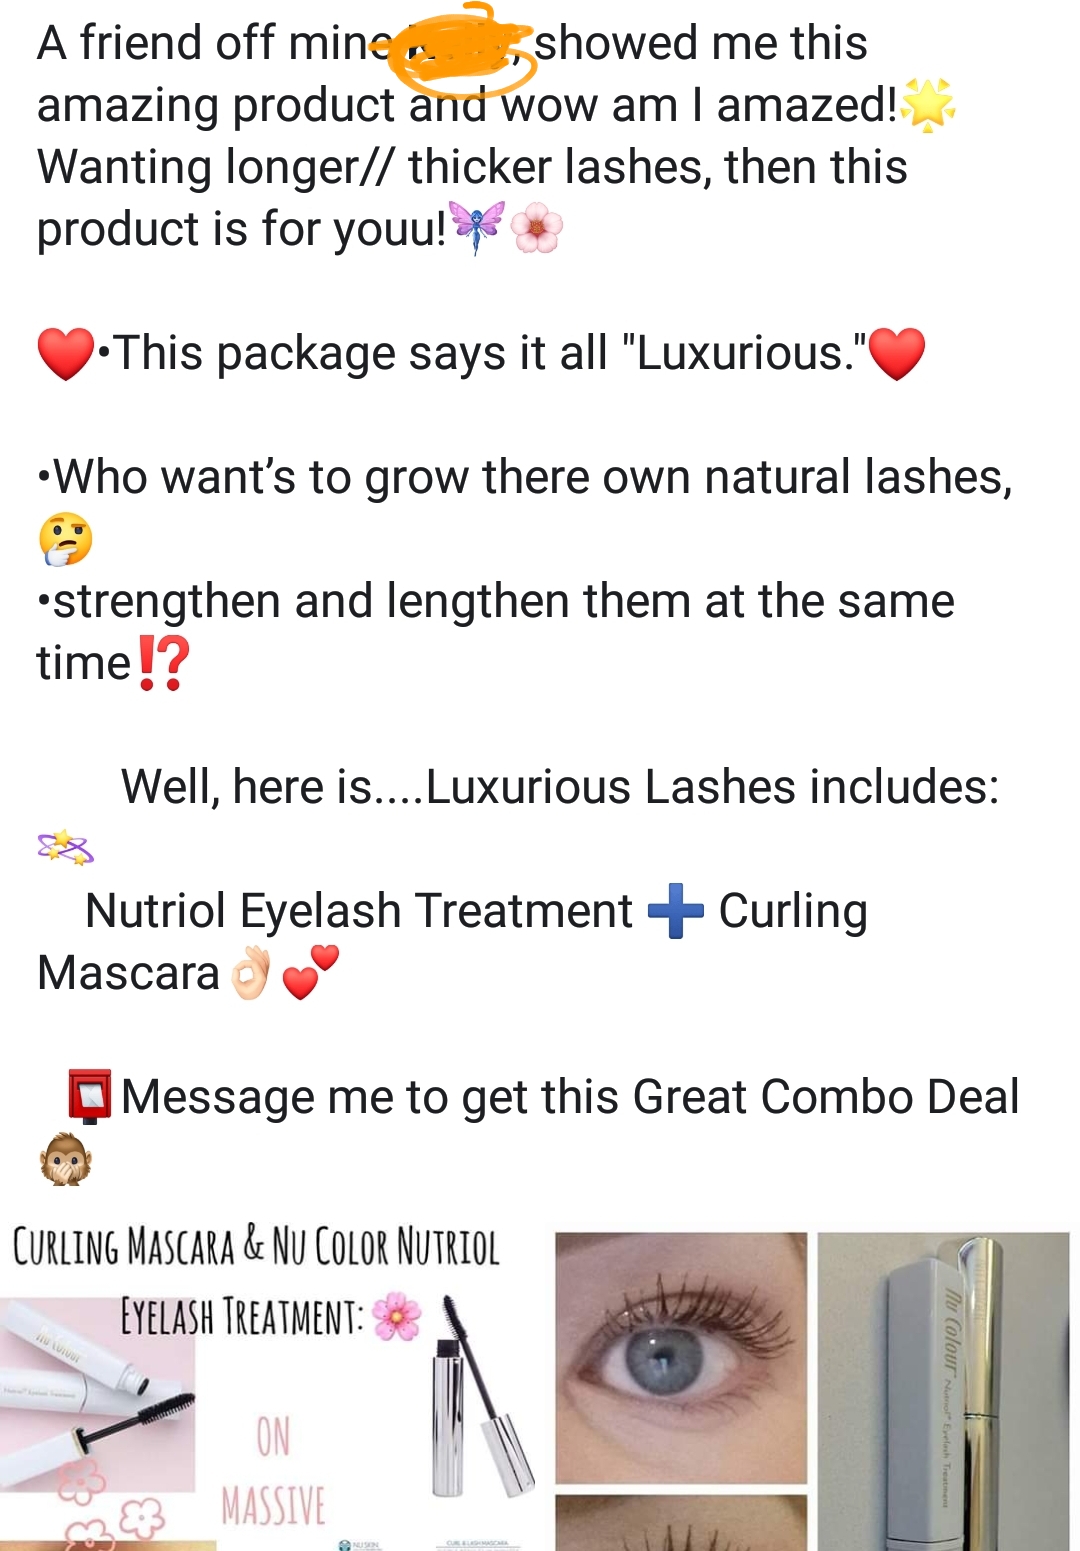 A friend off mine , showed me this
amazing product and wow am I amazed!🌟
Wanting longer// thicker lashes, then this
product is for youu!🧚🌸
❤️•This package says it all "Luxurious."❤️
•Who want’s to grow there own natural lashes,
🤔
•strengthen and lengthen them at the same
time⁉️
Well, here is....Luxurious Lashes includes:
💫
Nutriol Eyelash Treatment ➕ Curling
Mascara👌🏻💕
📮Message me to get this Great Combo Deal
🙊
CURLING MASCARA & NU COLOR NUTRIOL
EYELASH TREATMENT:🌸
ON
MASSIVE
Nu Colour
Nu Colour™ Nutriol™ Eyelash Treatment
NU SKIN
CURL & LASH MASCARA